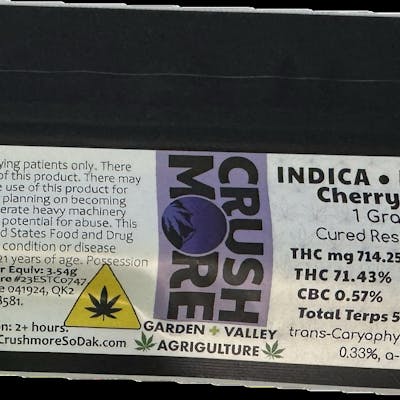 ying patients only. There
of this product. There may
e use of this product for
planning on becoming
erate heavy machinery
potential for abuse. This
d States Food and Drug
condition or disease
21 years of age. Possession
r Equiv: 3.54g
re #23ESTC0747
e 041924, QK2
8581.
on: 2+ hours.
CrushmoreSoDak.com
CRUSH
MORE
GARDEN + VALLEY
AGRIGULTURE
INDICA •
Cherry
1 Gra
Cured Res
THC mg 714.25
THC 71.43%
CBC 0.57%
Total Terps 5
trans-Caryophy
0.33%, a-